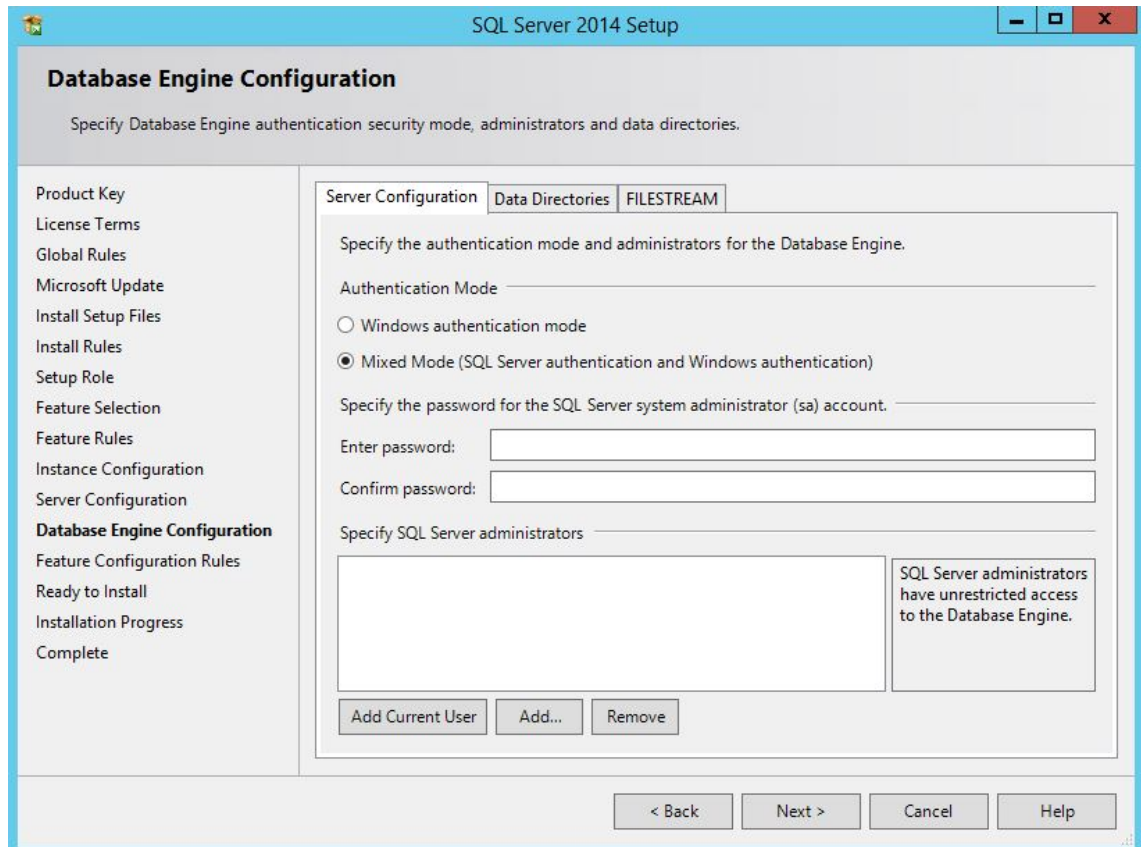 SQL Server 2014 Setup
Database Engine Configuration
Specify Database Engine authentication security mode, administrators and data directories.
Product Key
License Terms
Global Rules
Microsoft Update
Install Setup Files
Install Rules
Setup Role
Feature Selection
Feature Rules
Instance Configuration
Server Configuration
Database Engine Configuration
Feature Configuration Rules
Ready to Install
Installation Progress
Complete
Server Configuration Data Directories FILESTREAM
Specify the authentication mode and administrators for the Database Engine.
Authentication Mode
Windows authentication mode
Mixed Mode (SQL Server authentication and Windows authentication)
Specify the password for the SQL Server system administrator (sa) account.
Enter password:
Confirm password:
Specify SQL Server administrators
SQL Server administrators
have unrestricted access
to the Database Engine.
Add Current User Add... Remove
< Back Next > Cancel Help